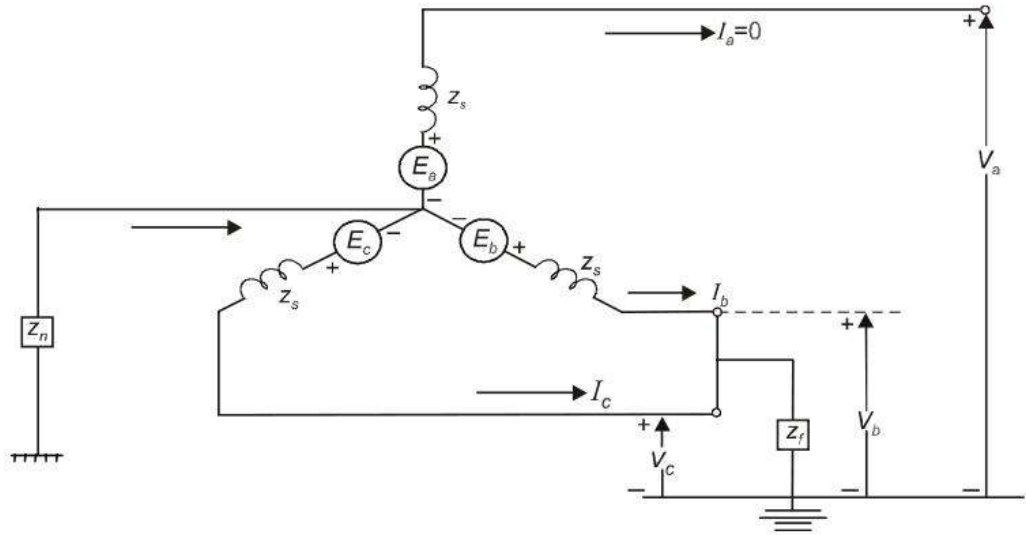 +
I_a=0
z_s
+
E_a
V_a
−
−
−
E_c
E_b
+
+
z_s
z_s
I_b
z_n
+
I_c
+
z_f
V_b
V_c
−
−
−